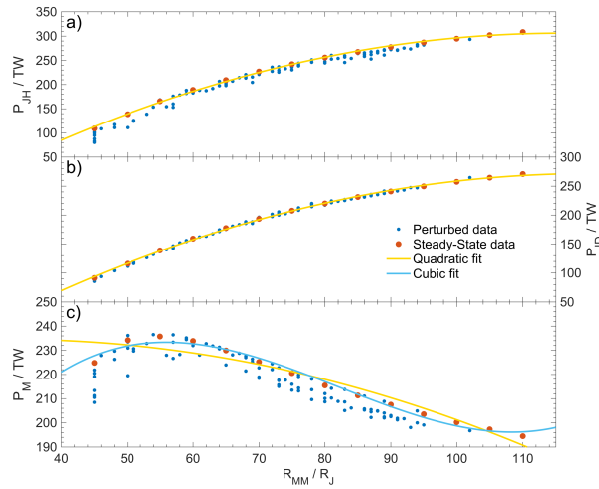 a)
350
300
250
200
150
100
50
P_JH / TW
b)
300
250
200
150
100
50
P_ID / TW
Perturbed data
Steady-State data
Quadratic fit
Cubic fit
c)
250
240
230
220
210
200
190
P_M / TW
40 50 60 70 80 90 100 110
R_MM / R_J